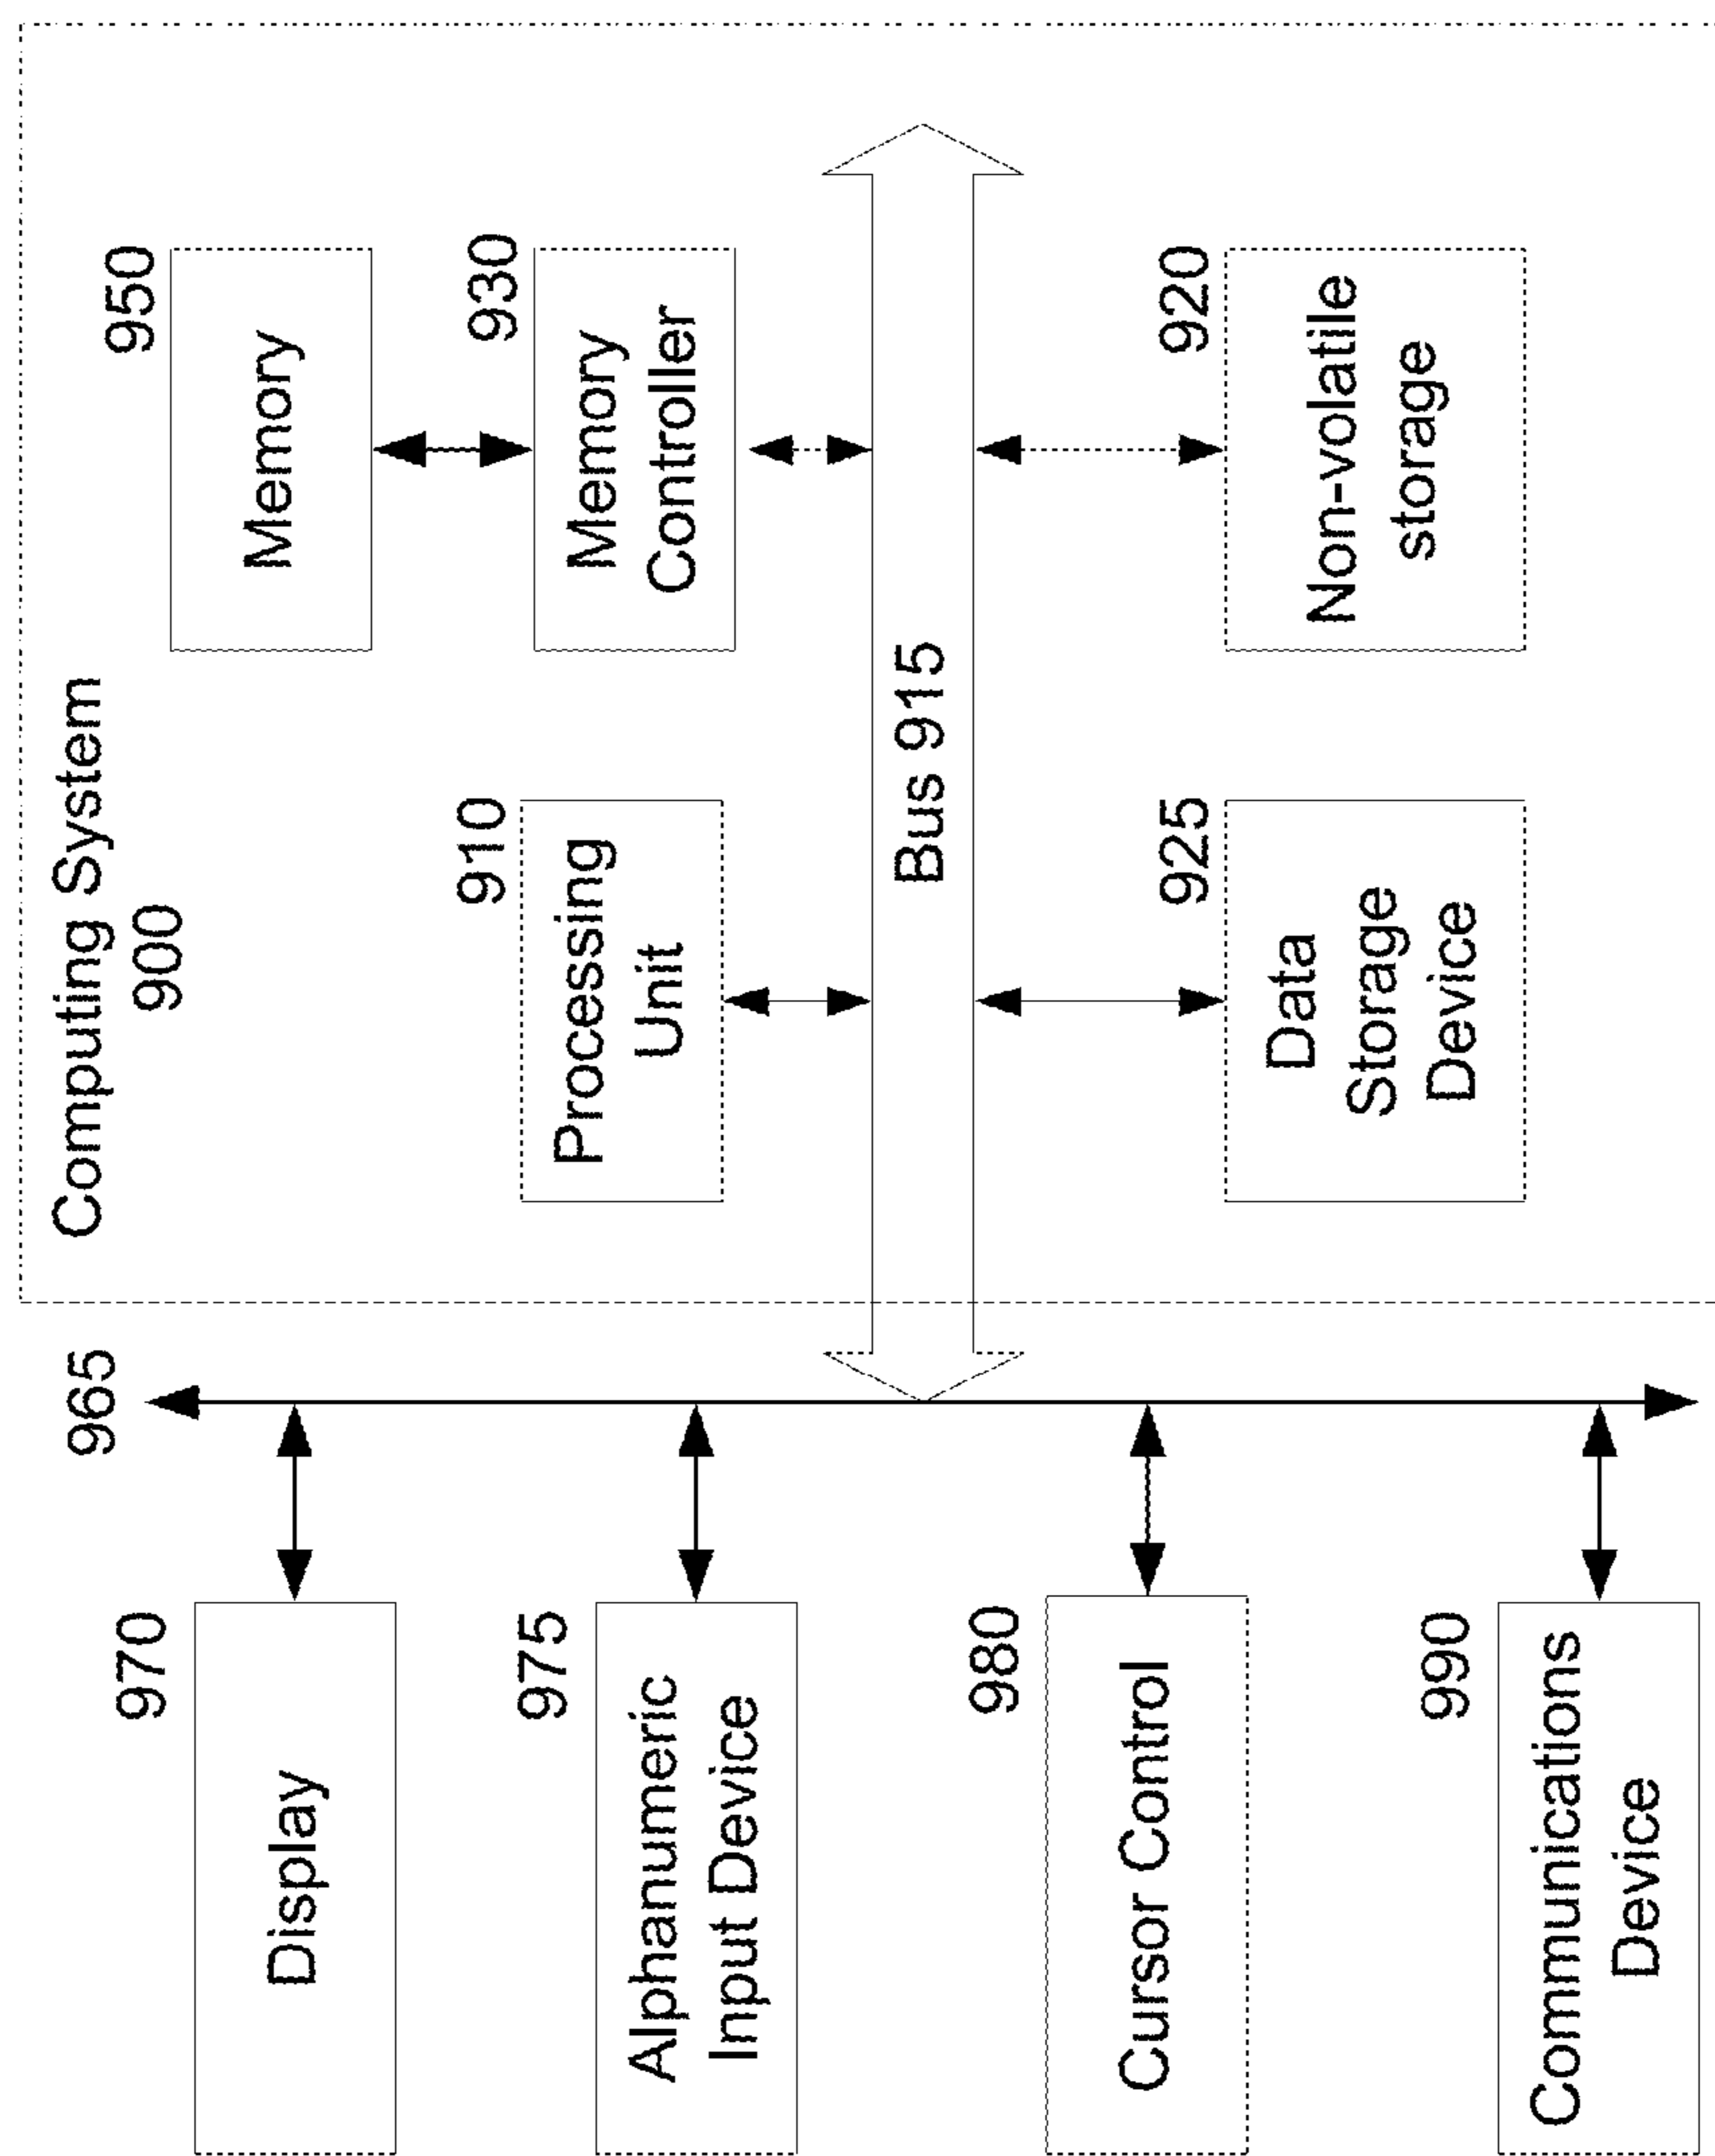 Computing System
900
950
Memory
910
Processing
Unit
930
Memory
Controller
Bus 915
925
Data
Storage
Device
920
Non-volatile
storage
965
970
Display
975
Alphanumeric
Input Device
980
Cursor Control
990
Communications
Device